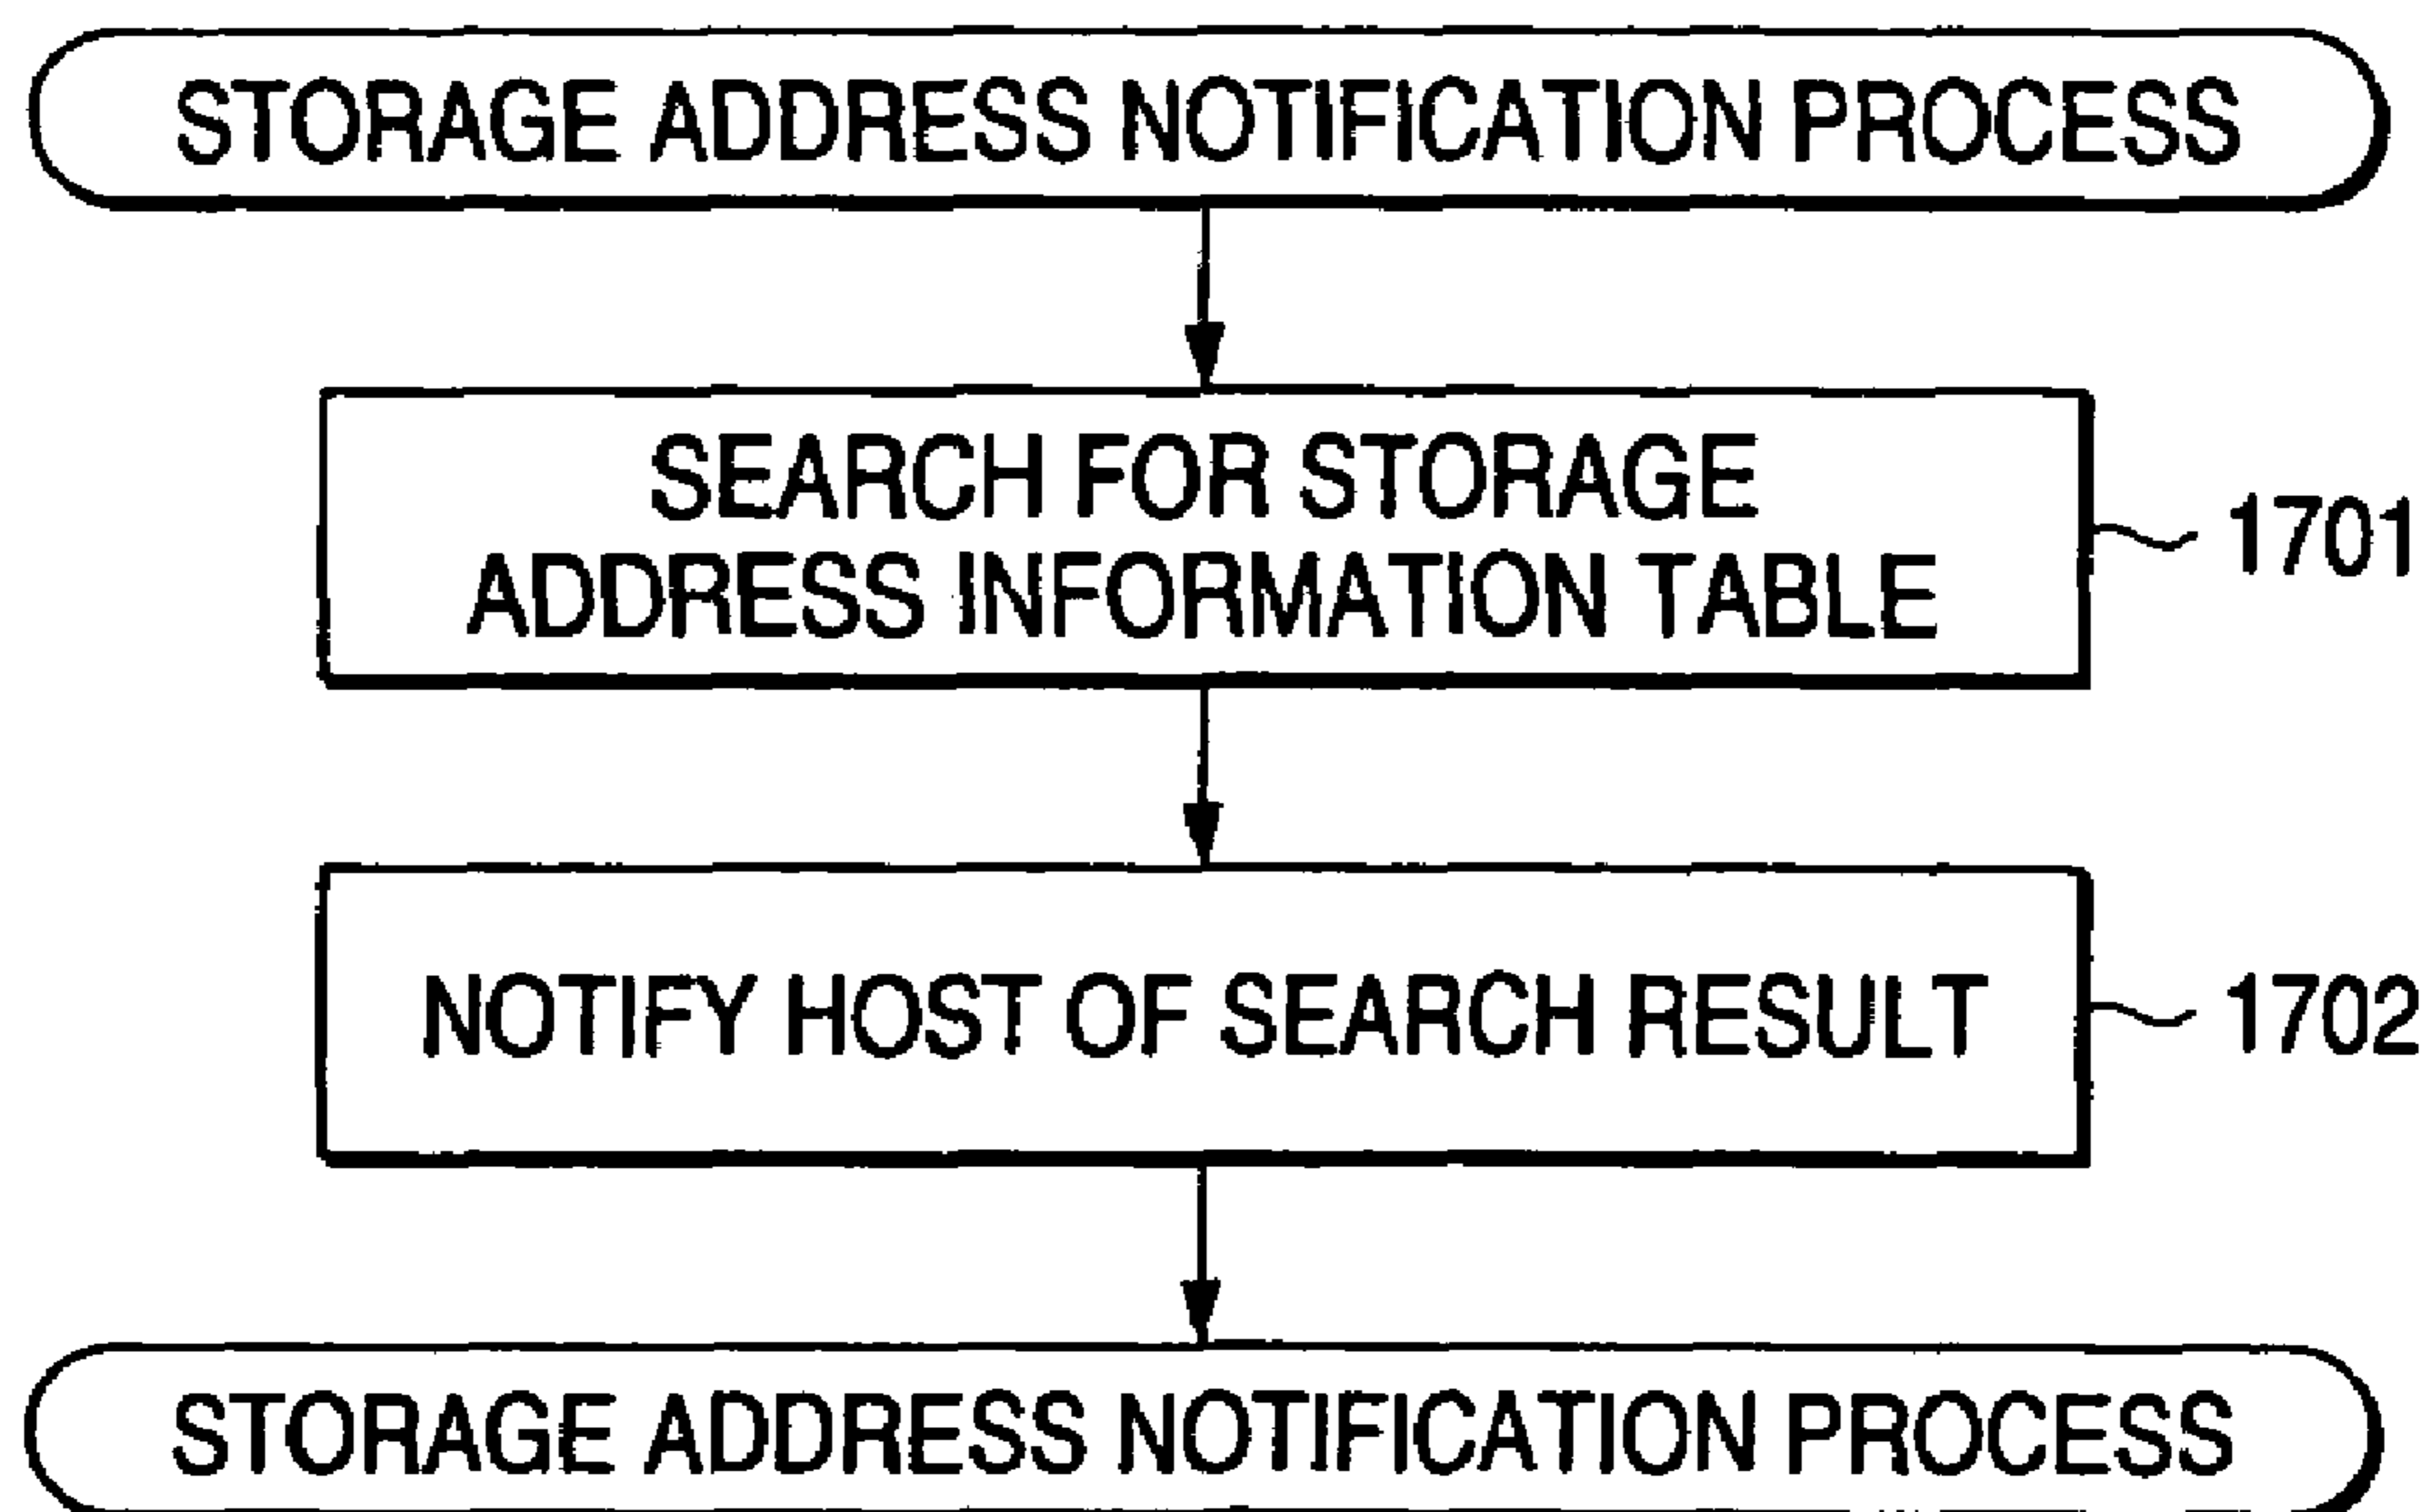 STORAGE ADDRESS NOTIFICATION PROCESS
SEARCH FOR STORAGE
ADDRESS INFORMATION TABLE
1701
NOTIFY HOST OF SEARCH RESULT
1702
STORAGE ADDRESS NOTIFICATION PROCESS